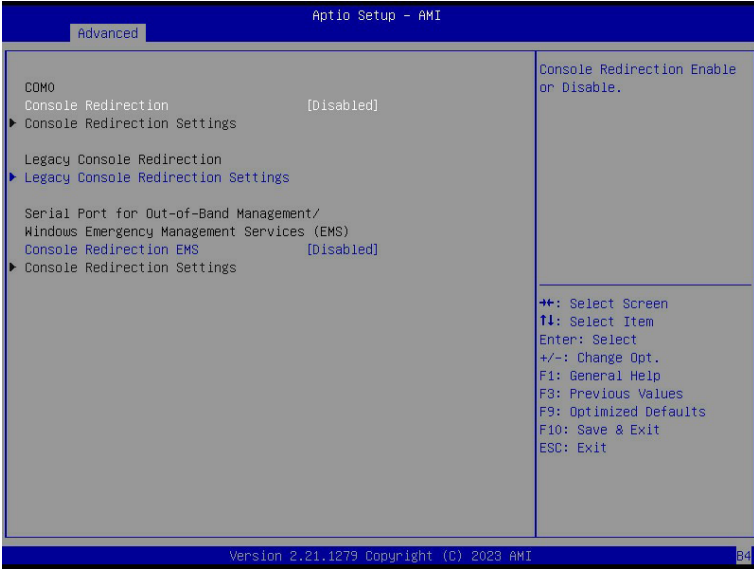 Aptio Setup - AMI
Advanced
COM0
Console Redirection [Disabled]
Console Redirection Settings
Legacy Console Redirection
Legacy Console Redirection Settings
Serial Port for Out-of-Band Management/
Windows Emergency Management Services (EMS)
Console Redirection EMS [Disabled]
Console Redirection Settings
Console Redirection Enable
or Disable.
→←: Select Screen
↑↓: Select Item
Enter: Select
+/-: Change Opt.
F1: General Help
F3: Previous Values
F9: Optimized Defaults
F10: Save & Exit
ESC: Exit
Version 2.21.1279 Copyright (C) 2023 AMI
B4